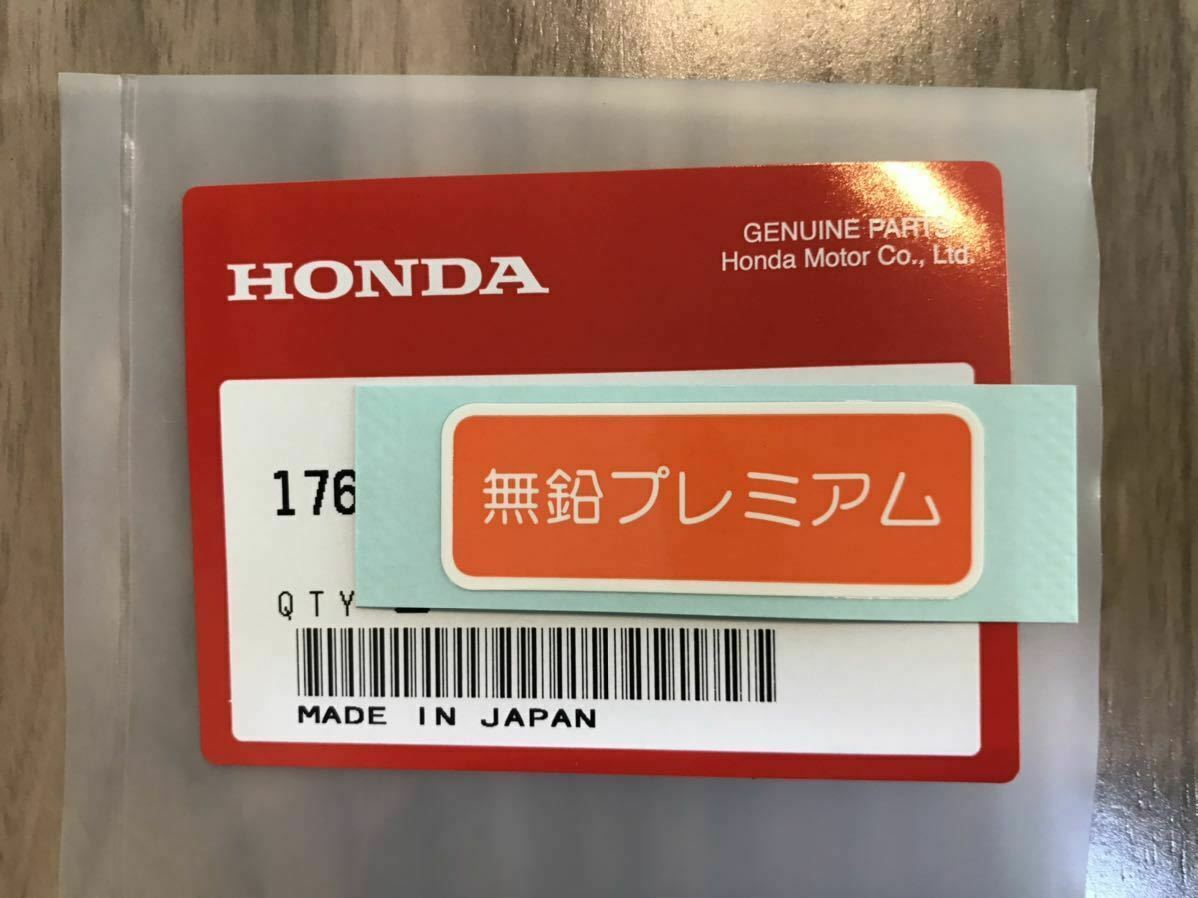 GENUINE PARTS
HONDA
Honda Motor Co., Ltd.
無鉛プレミアム
176
QTY
MADE IN JAPAN